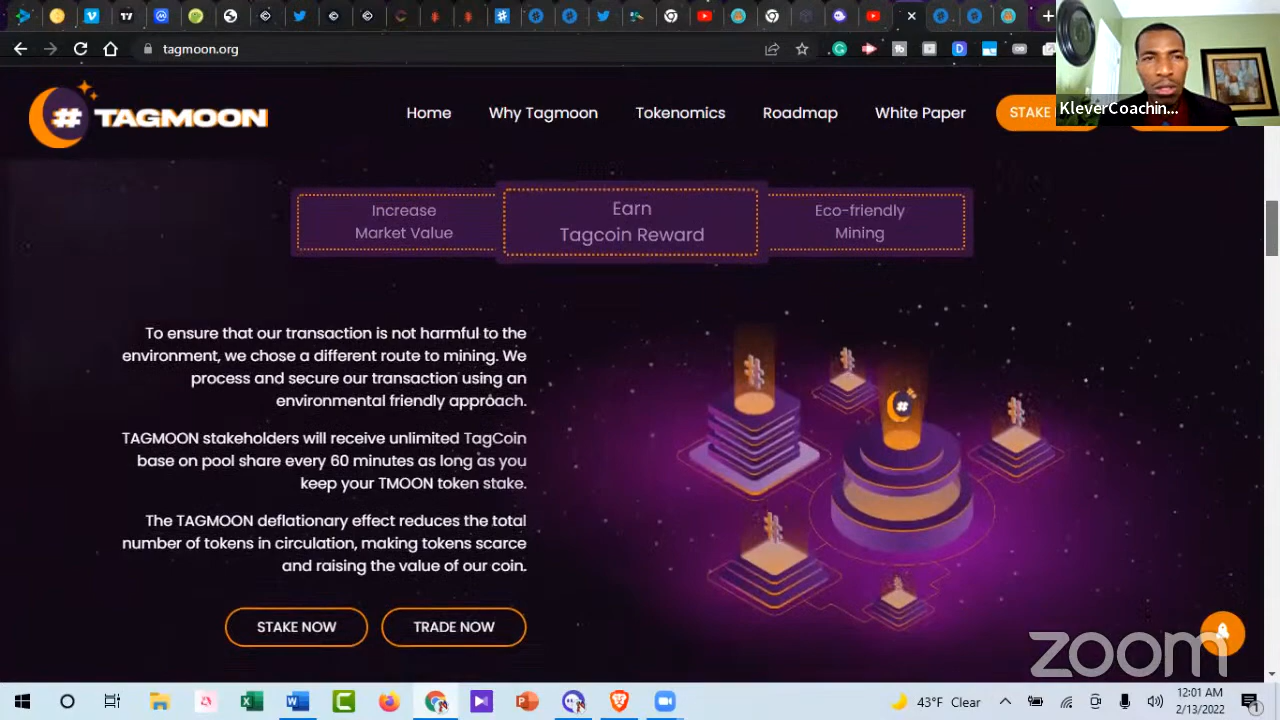 tagmoon.org
# TAGMOON
Home
Why Tagmoon
Tokenomics
Roadmap
White Paper
STAKE
KleverCoachin...
Increase
Market Value
Earn
Tagcoin Reward
Eco-friendly
Mining
To ensure that our transaction is not harmful to the
environment, we chose a different route to mining. We
process and secure our transaction using an
environmental friendly approach.
TAGMOON stakeholders will receive unlimited TagCoin
base on pool share every 60 minutes as long as you
keep your TMOON token stake.
The TAGMOON deflationary effect reduces the total
number of tokens in circulation, making tokens scarce
and raising the value of our coin.
STAKE NOW
TRADE NOW
zoom
43°F Clear
12:01 AM
2/13/2022